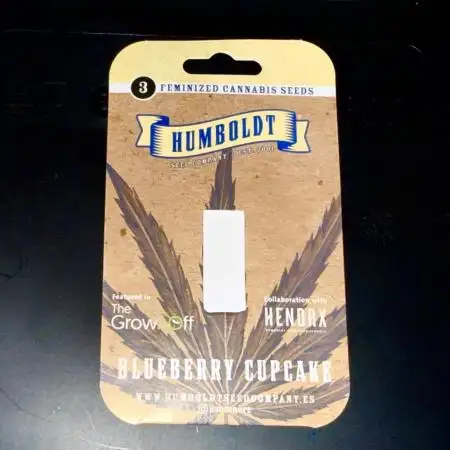 3 FEMINIZED CANNABIS SEEDS
HUMBOLDT
SEED COMPANY
Featured in
The
Grow Off
Collaboration with
HENDRX
BLUEBERRY CUPCAKE
WWW.HUMBOLDTSEEDCOMPANY.ES